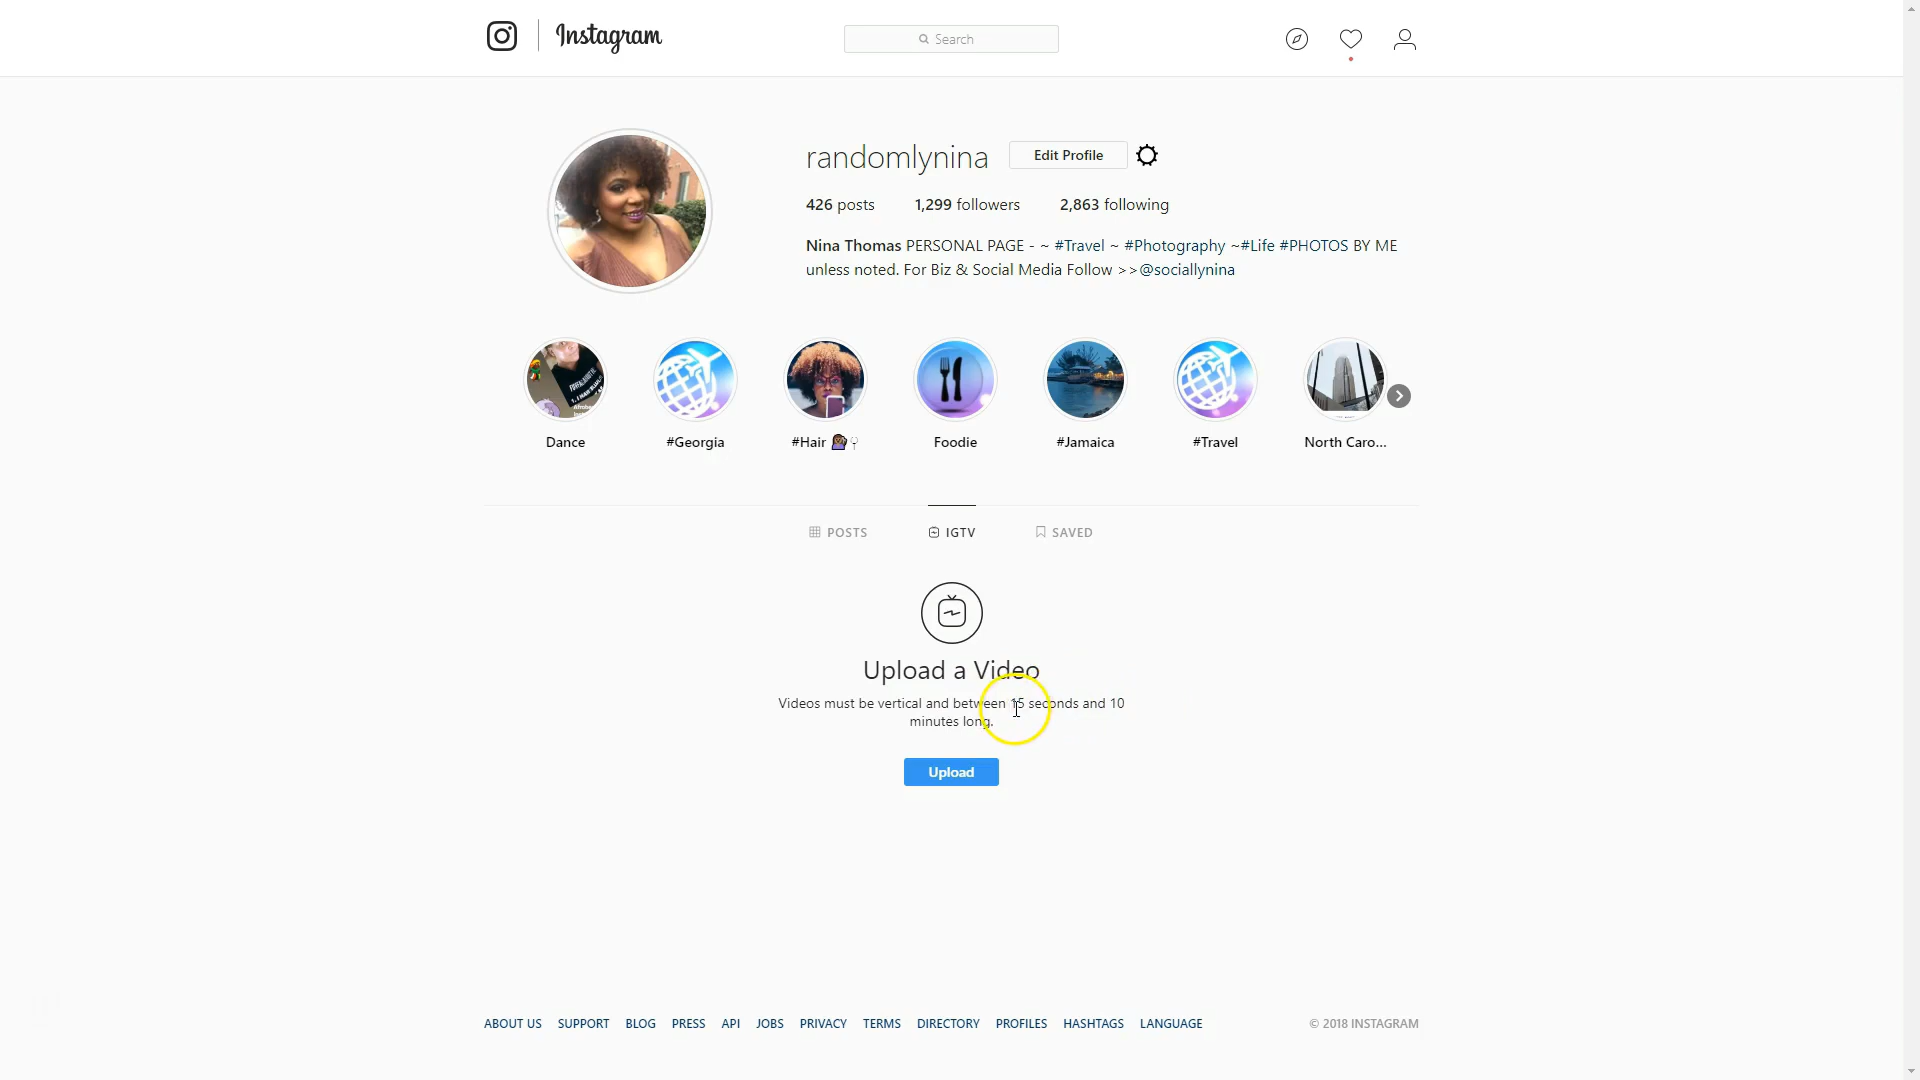 Instagram
Search
randomlynina
Edit Profile
426 posts 1,299 followers 2,863 following
Nina Thomas PERSONAL PAGE - ~ #Travel ~ #Photography ~#Life #PHOTOS BY ME
unless noted. For Biz & Social Media Follow >>@sociallynina
Dance
#Georgia
#Hair
Foodie
#Jamaica
#Travel
North Caro...
POSTS
IGTV
SAVED
Upload a Video
Videos must be vertical and between 15 seconds and 10
minutes long.
Upload
ABOUT US SUPPORT BLOG PRESS API JOBS PRIVACY TERMS DIRECTORY PROFILES HASHTAGS LANGUAGE
© 2018 INSTAGRAM